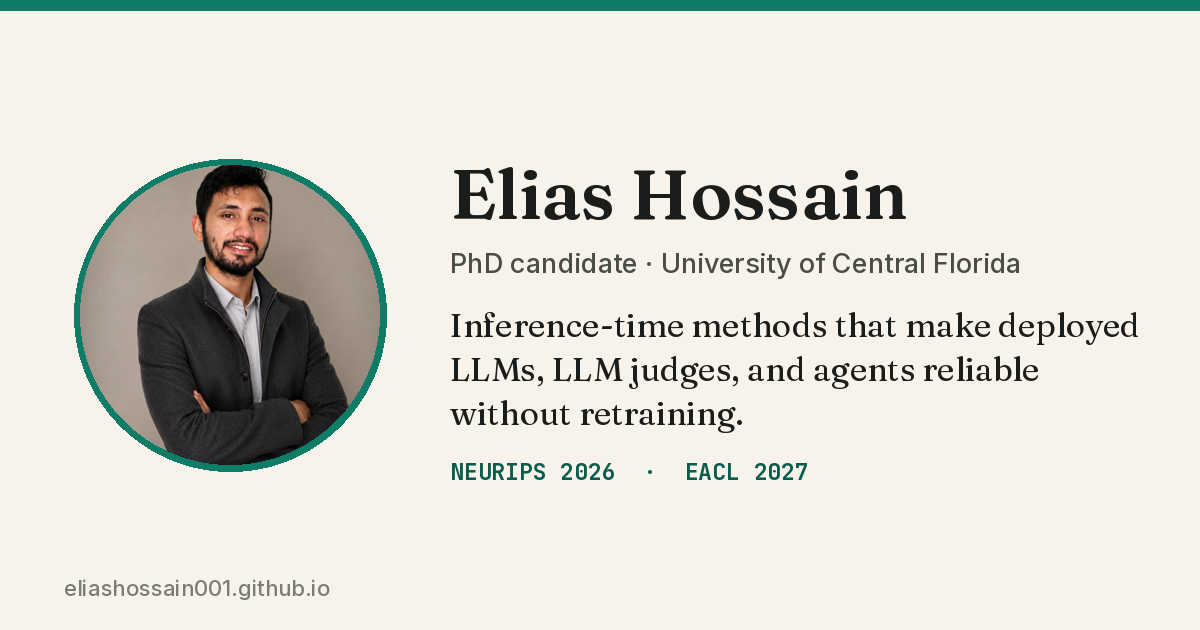 Elias Hossain
PhD candidate · University of Central Florida
Inference-time methods that make deployed
LLMs, LLM judges, and agents reliable
without retraining.
NEURIPS 2026 · EACL 2027
eliashossain001.github.io